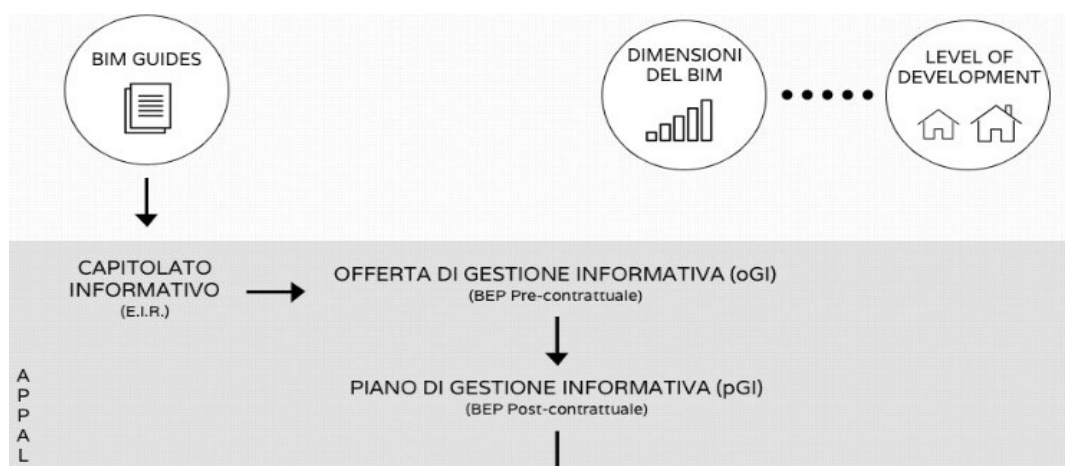 BIM GUIDES
DIMENSIONI
DEL BIM
LEVEL OF
DEVELOPMENT
CAPITOLATO
INFORMATIVO
(E.I.R.)
OFFERTA DI GESTIONE INFORMATIVA (oGI)
(BEP Pre-contrattuale)
PIANO DI GESTIONE INFORMATIVA (pGI)
(BEP Post-contrattuale)
A
P
P
A
L